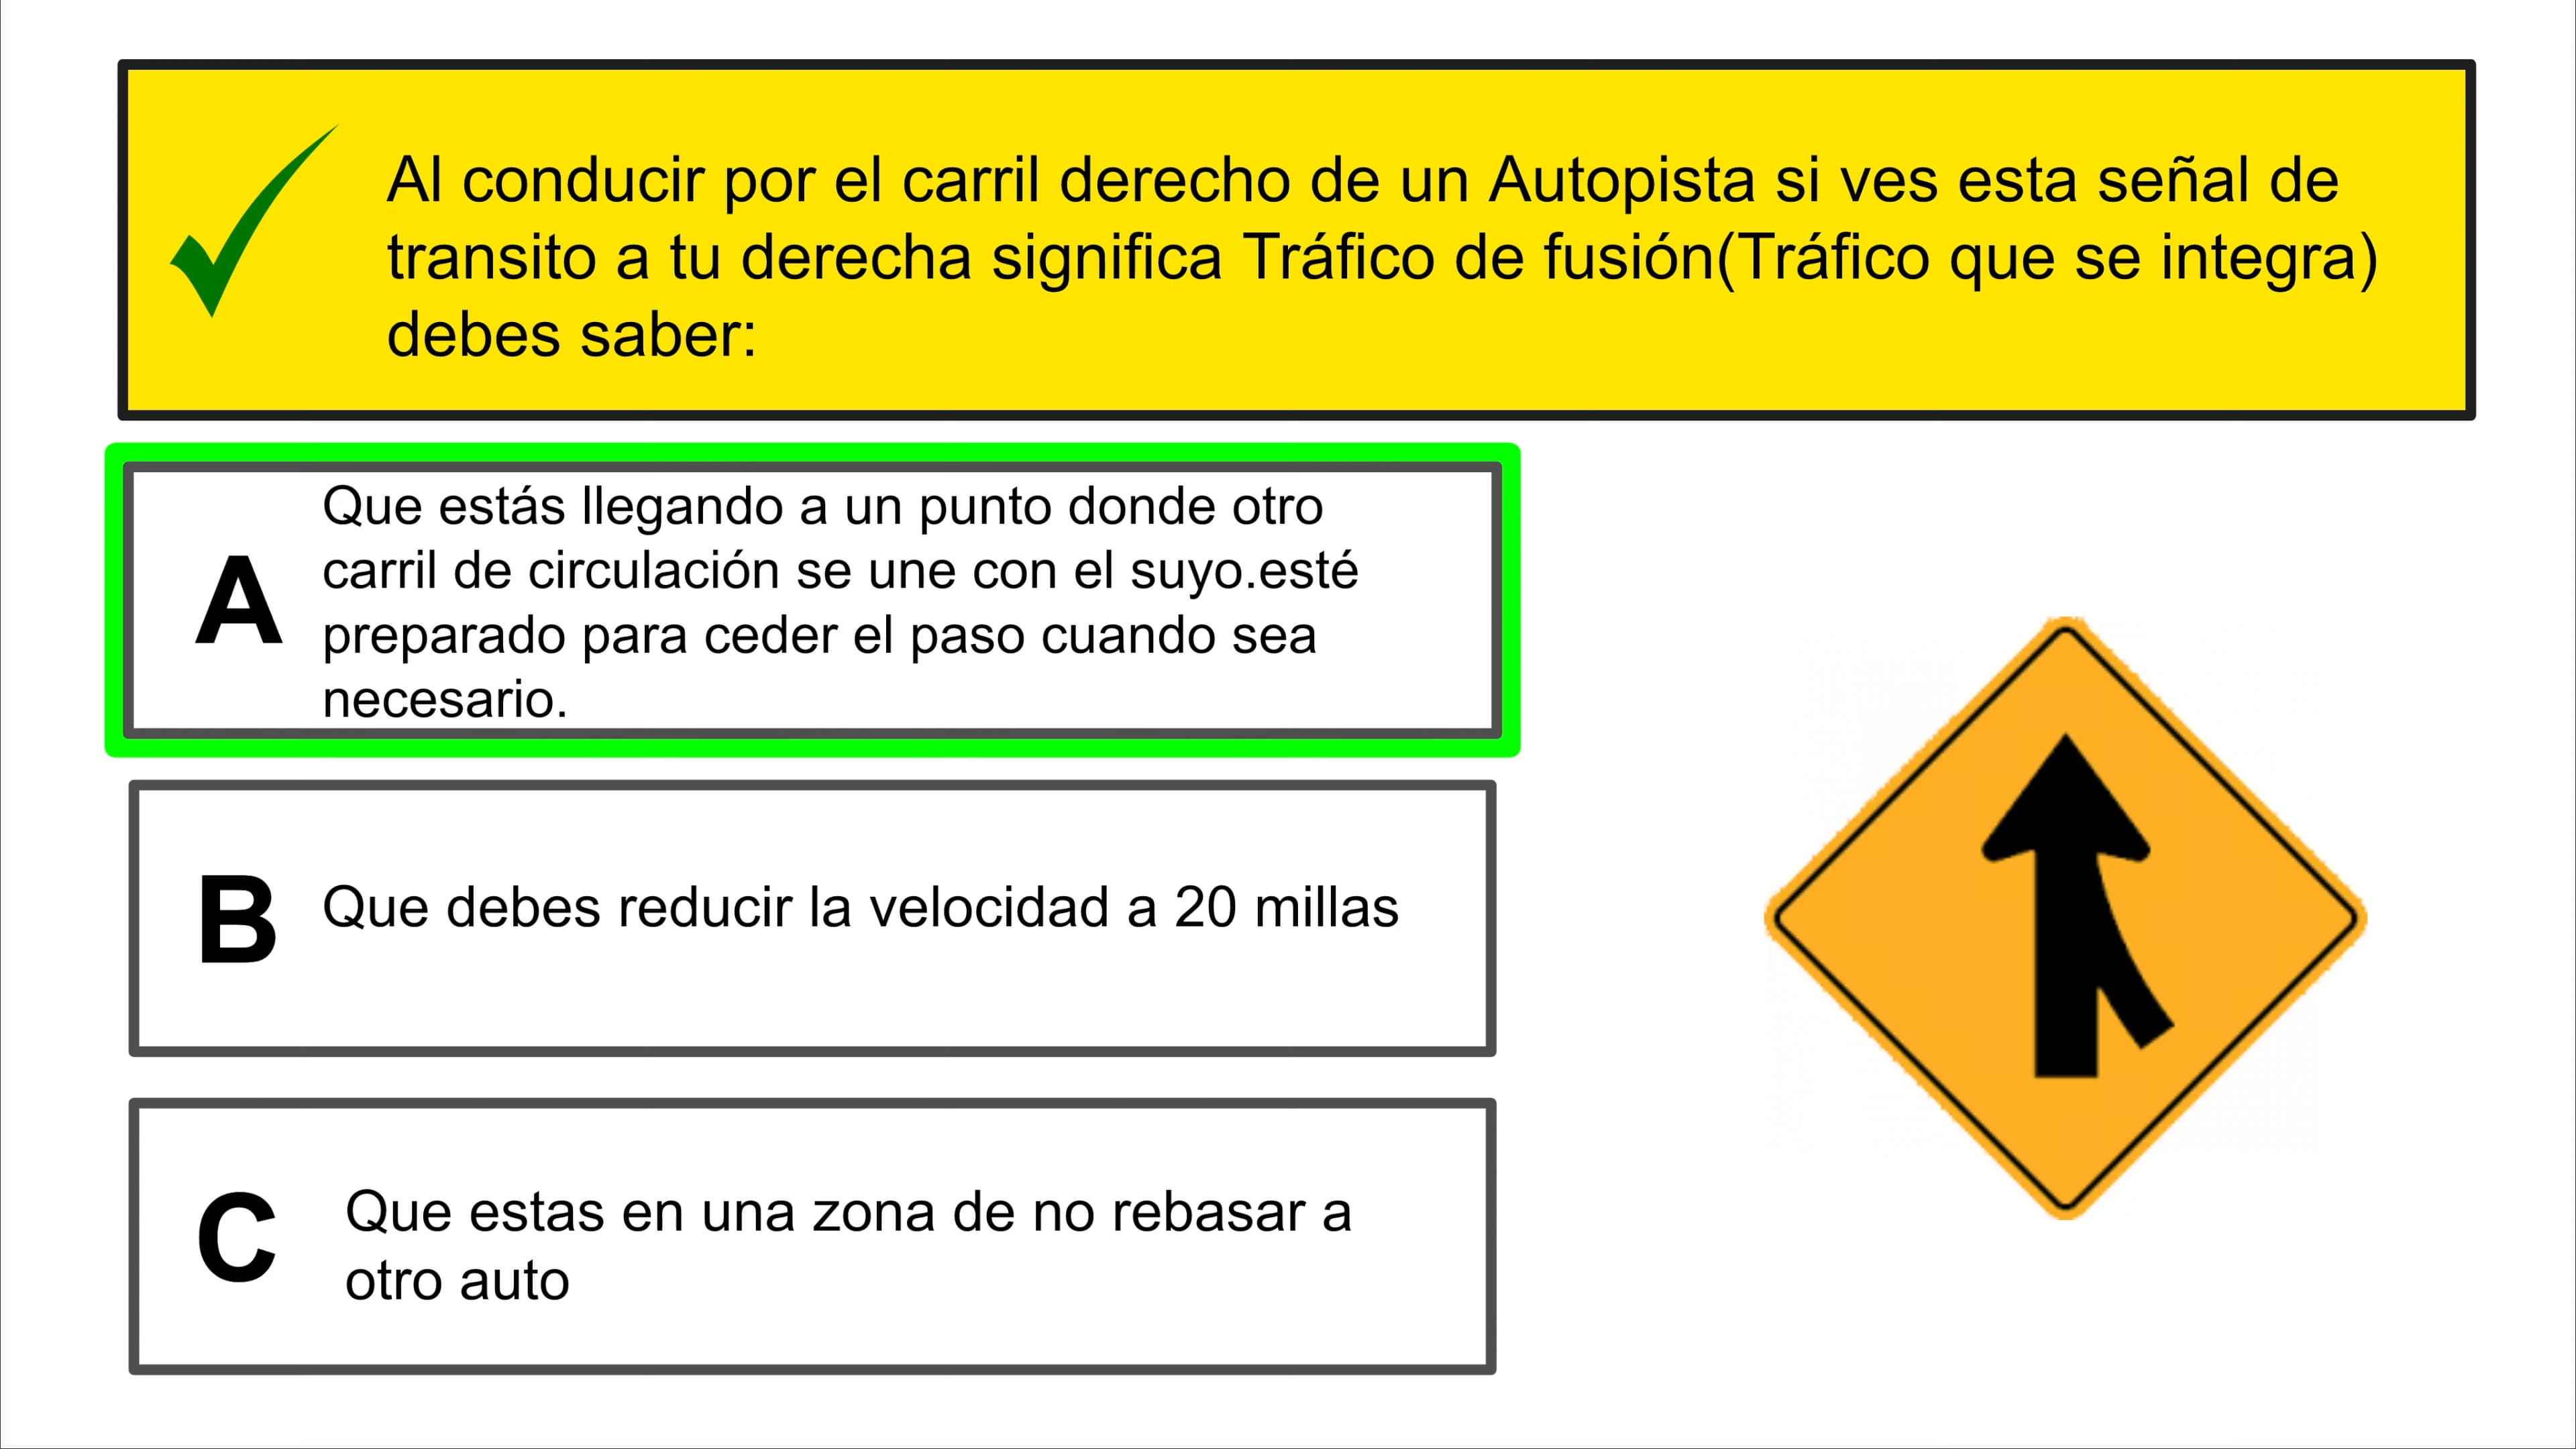 Al conducir por el carril derecho de un Autopista si ves esta señal de
transito a tu derecha significa Tráfico de fusión(Tráfico que se integra)
debes saber:
A
Que estás llegando a un punto donde otro
carril de circulación se une con el suyo.esté
preparado para ceder el paso cuando sea
necesario.
B
Que debes reducir la velocidad a 20 millas
C
Que estas en una zona de no rebasar a
otro auto